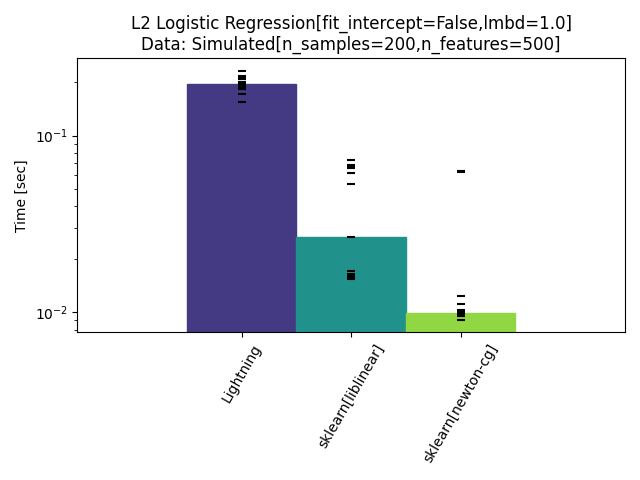 L2 Logistic Regression[fit_intercept=False,lmbd=1.0]
Data: Simulated[n_samples=200,n_features=500]
Time [sec]
10⁻¹
10⁻²
Lightning
sklearn[liblinear]
sklearn[newton-cg]